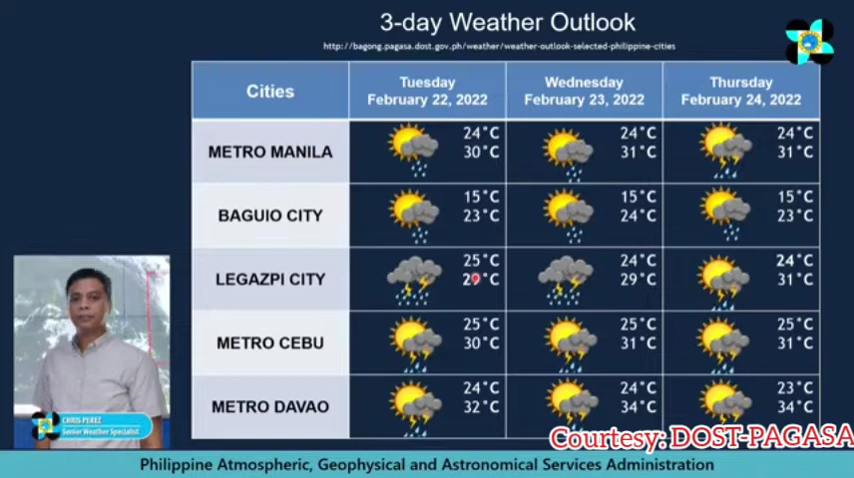 3-day Weather Outlook
http://bagong.pagasa.dost.gov.ph/weather/weather-outlook-selected-philippine-cities
Cities
Tuesday
February 22, 2022
Wednesday
February 23, 2022
Thursday
February 24, 2022
METRO MANILA
24°C
30°C
24°C
31°C
24°C
31°C
BAGUIO CITY
15°C
23°C
15°C
24°C
15°C
23°C
LEGAZPI CITY
25°C
29°C
24°C
29°C
24°C
31°C
METRO CEBU
25°C
30°C
25°C
31°C
25°C
31°C
METRO DAVAO
24°C
32°C
24°C
34°C
23°C
34°C
CHRIS PEREZ
Senior Weather Specialist
Courtesy: DOST-PAGASA
Philippine Atmospheric, Geophysical and Astronomical Services Administration